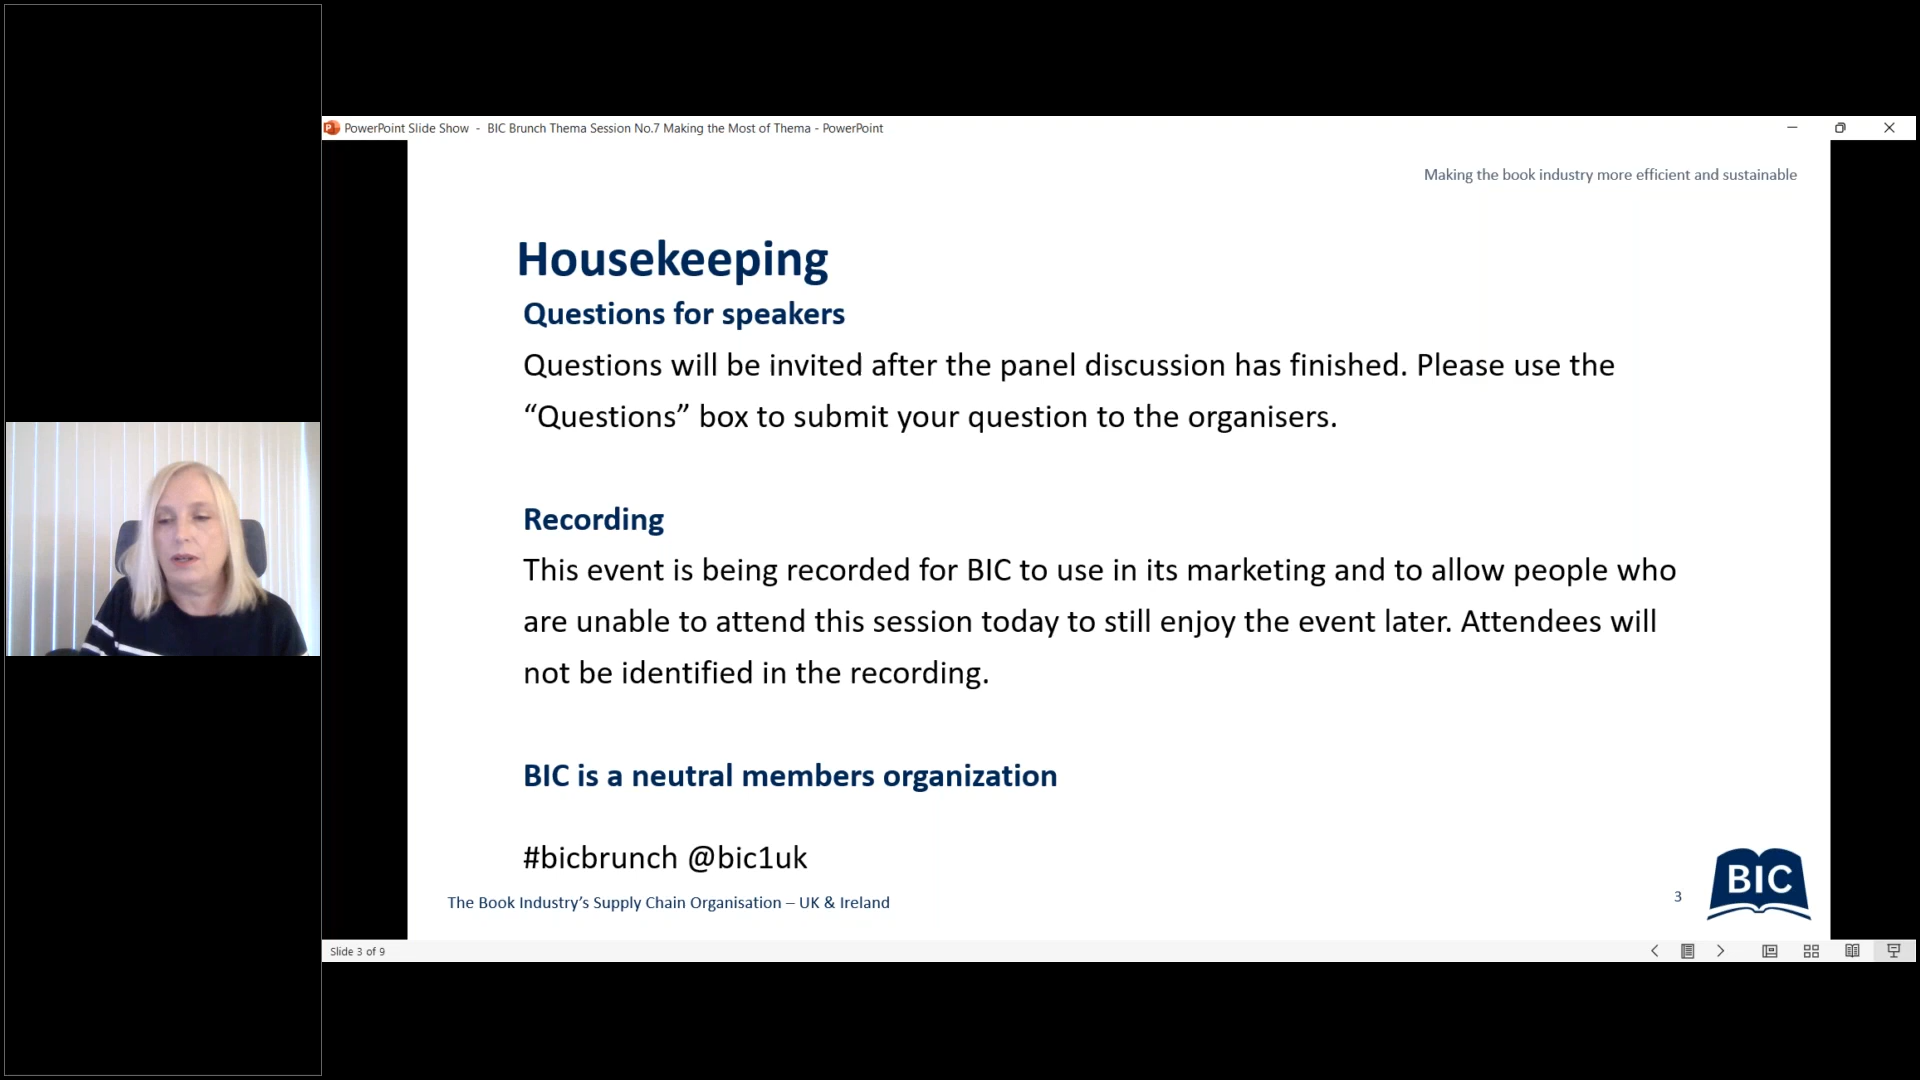 PowerPoint Slide Show - BIC Brunch Thema Session No.7 Making the Most of Thema - PowerPoint
Making the book industry more efficient and sustainable
Housekeeping
Questions for speakers
Questions will be invited after the panel discussion has finished. Please use the
“Questions” box to submit your question to the organisers.
Recording
This event is being recorded for BIC to use in its marketing and to allow people who
are unable to attend this session today to still enjoy the event later. Attendees will
not be identified in the recording.
BIC is a neutral members organization
#bicbrunch @bic1uk
The Book Industry’s Supply Chain Organisation – UK & Ireland
3
BIC
Slide 3 of 9